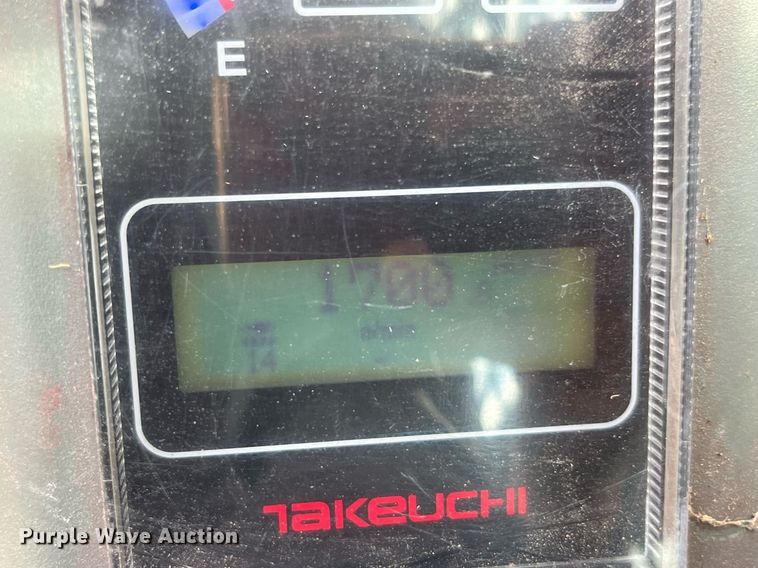 E
1700
14
TAKEUCHI
Purple Wave Auction